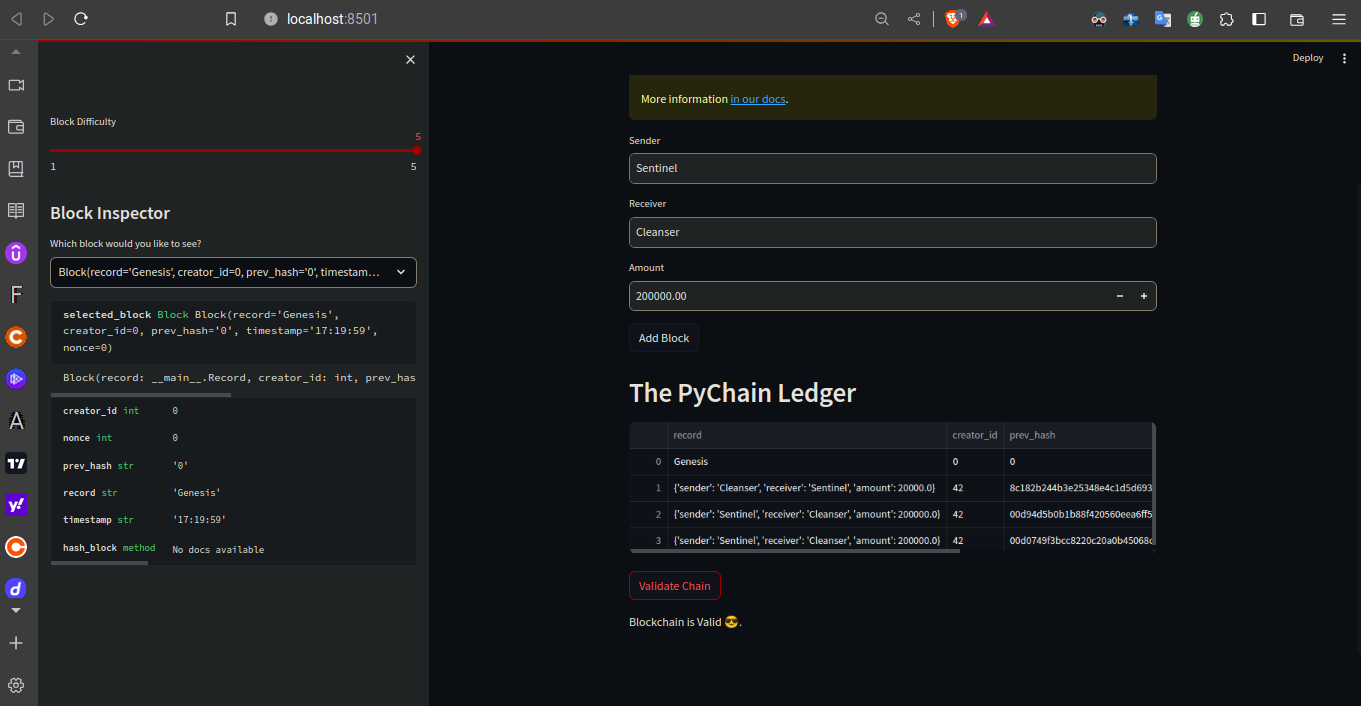 localhost:8501
1
Deploy
Block Difficulty
5
1
5
Block Inspector
Which block would you like to see?
Block(record='Genesis', creator_id=0, prev_hash='0', timestam...
selected_block Block Block(record='Genesis',
creator_id=0, prev_hash='0', timestamp='17:19:59',
nonce=0)
Block(record: __main__.Record, creator_id: int, prev_has
creator_id int 0
nonce int 0
prev_hash str '0'
record str 'Genesis'
timestamp str '17:19:59'
hash_block method No docs available
More information in our docs.
Sender
Sentinel
Receiver
Cleanser
Amount
200000.00
Add Block
The PyChain Ledger
record creator_id prev_hash
0 Genesis 0 0
1 {'sender': 'Cleanser', 'receiver': 'Sentinel', 'amount': 20000.0} 42 8c182b244b3e25348e4c1d5d693
2 {'sender': 'Sentinel', 'receiver': 'Cleanser', 'amount': 200000.0} 42 00d94d5b0b1b88f420560eea6ff5
3 {'sender': 'Sentinel', 'receiver': 'Cleanser', 'amount': 200000.0} 42 00d0749f3bcc8220c20a0b45068c
Validate Chain
Blockchain is Valid 😎.